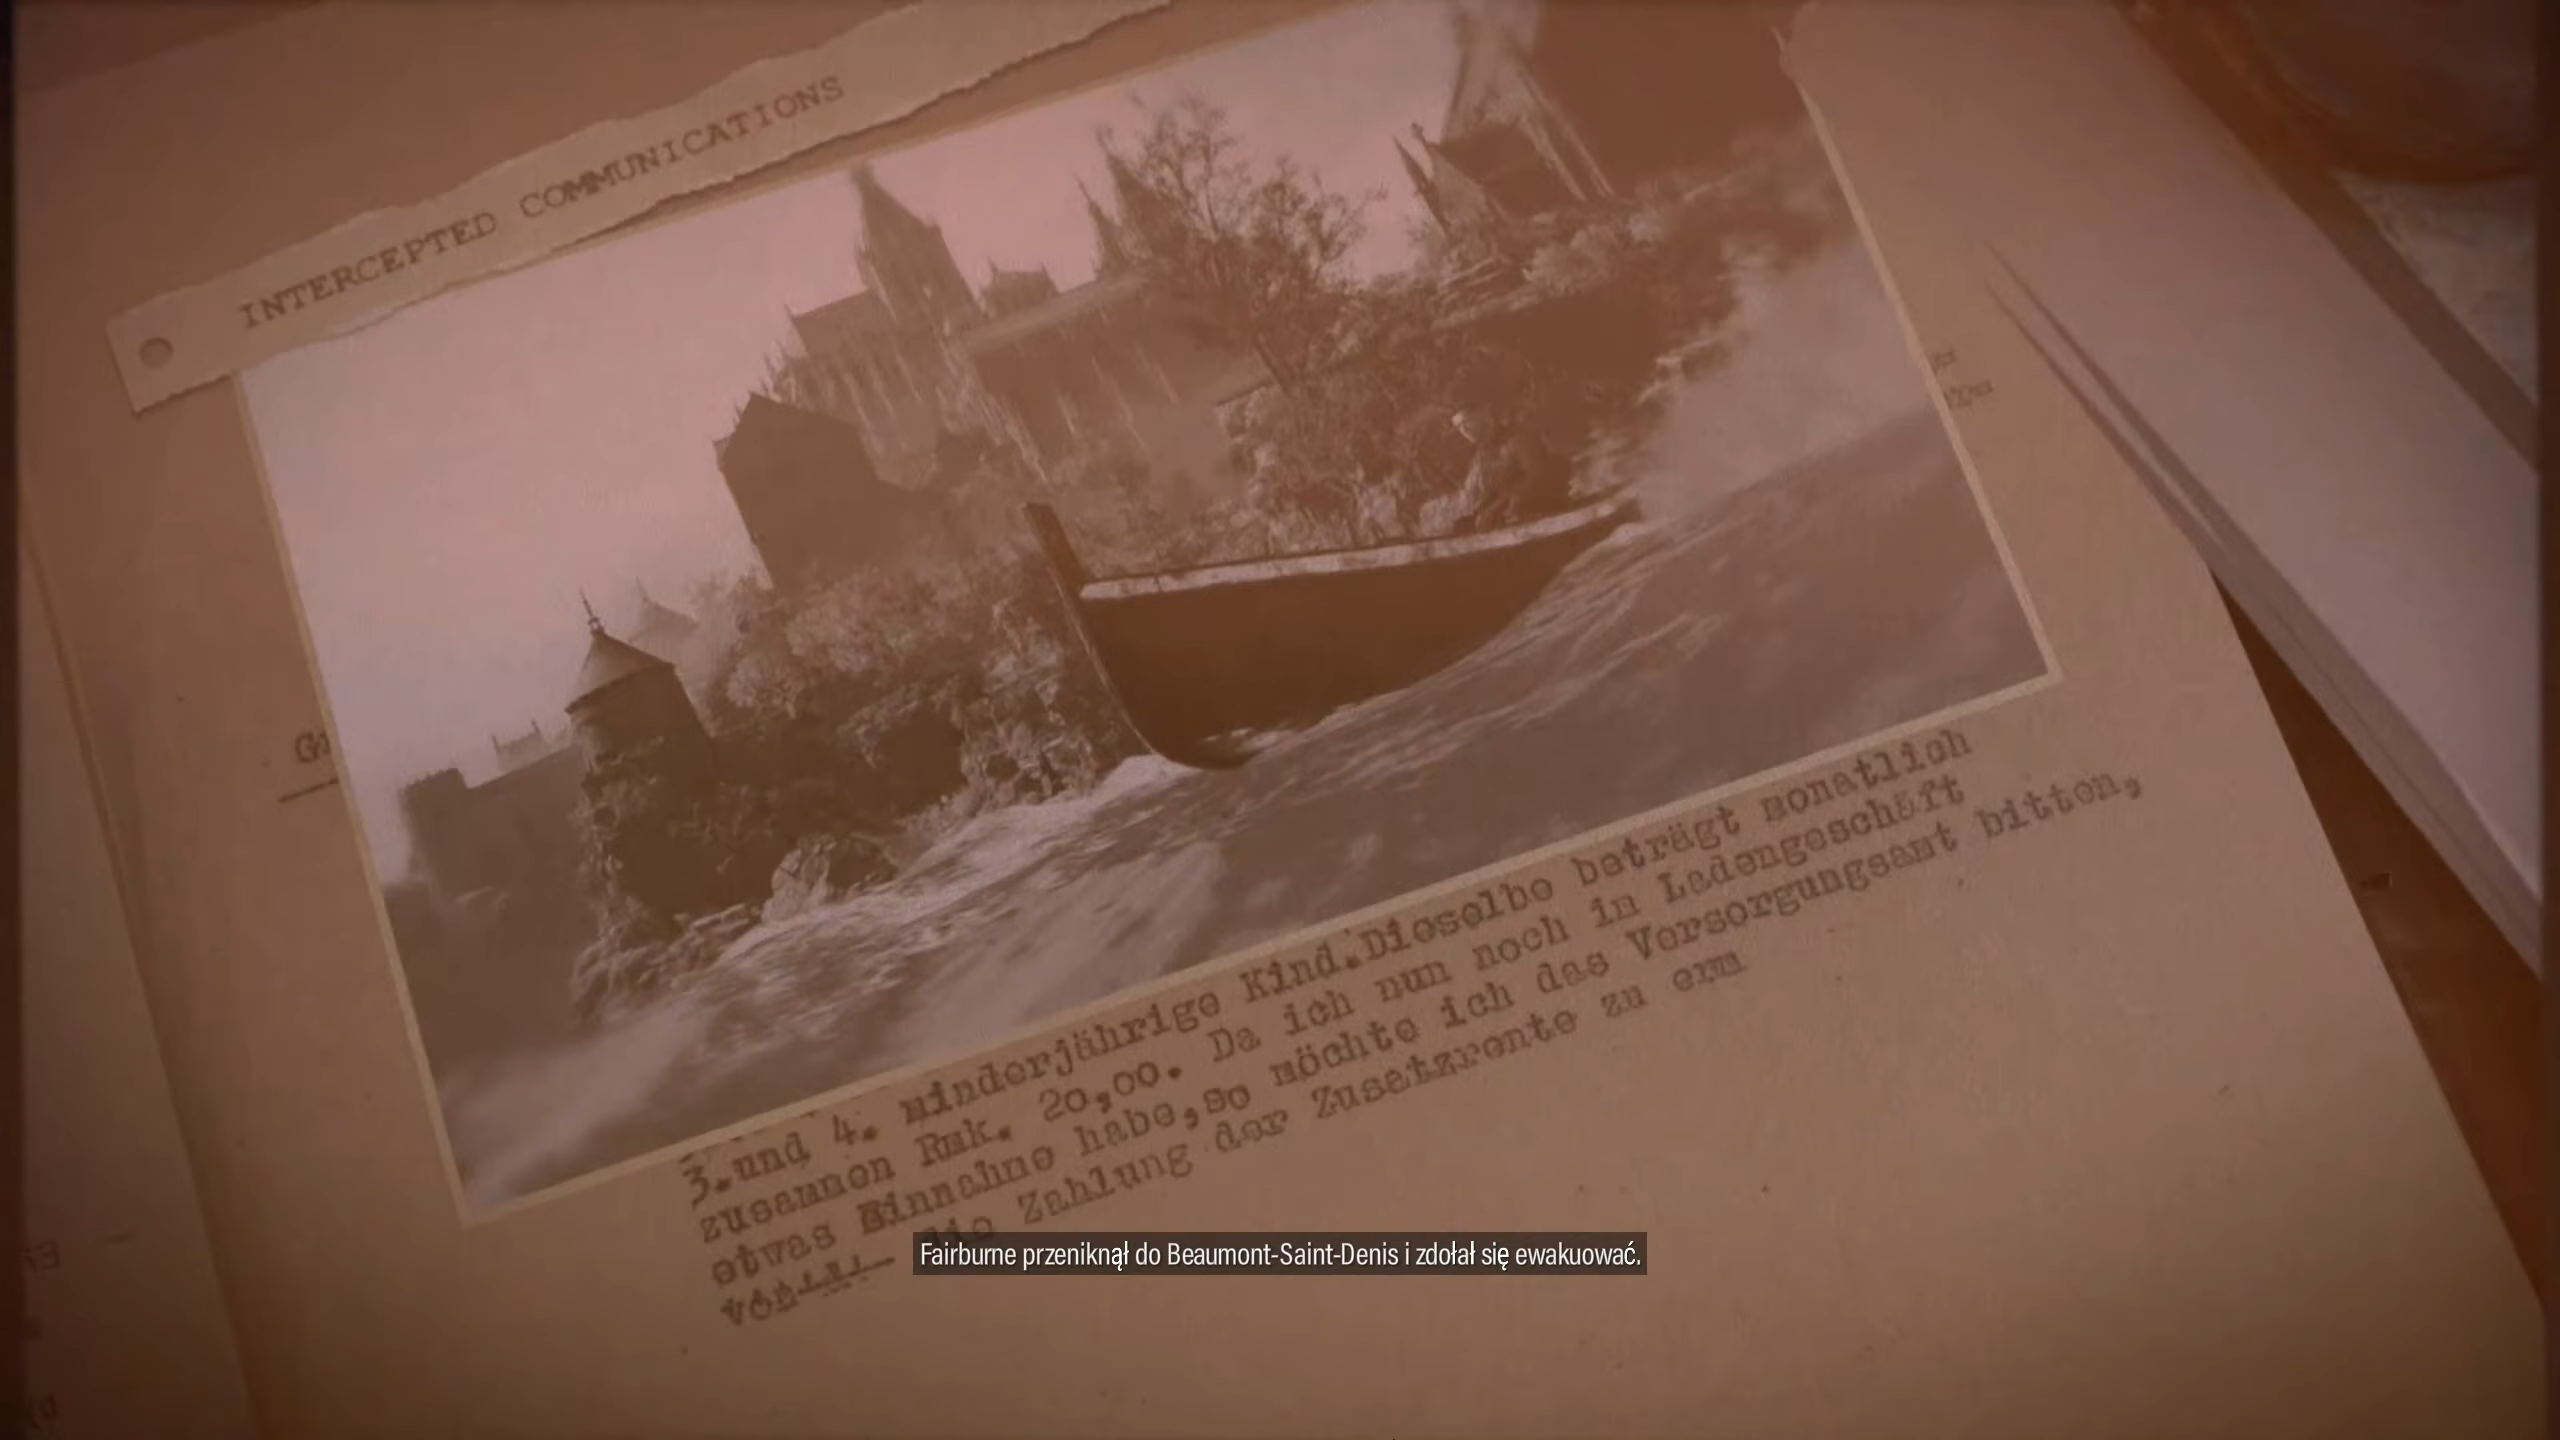 INTERCEPTED COMMUNICATIONS
3.und 4. minderjährige Kind.Dieselbe beträgt monatlich
zusammen Rmk. 20,00. Da ich nun noch in Ladengeschäft
etwas Einnahme habe,so möchte ich das Versorgungsamt bitten,
die Zahlung der Zusatzrente zu erm
Fairburne przeniknął do Beaumont-Saint-Denis i zdołał się ewakuować.